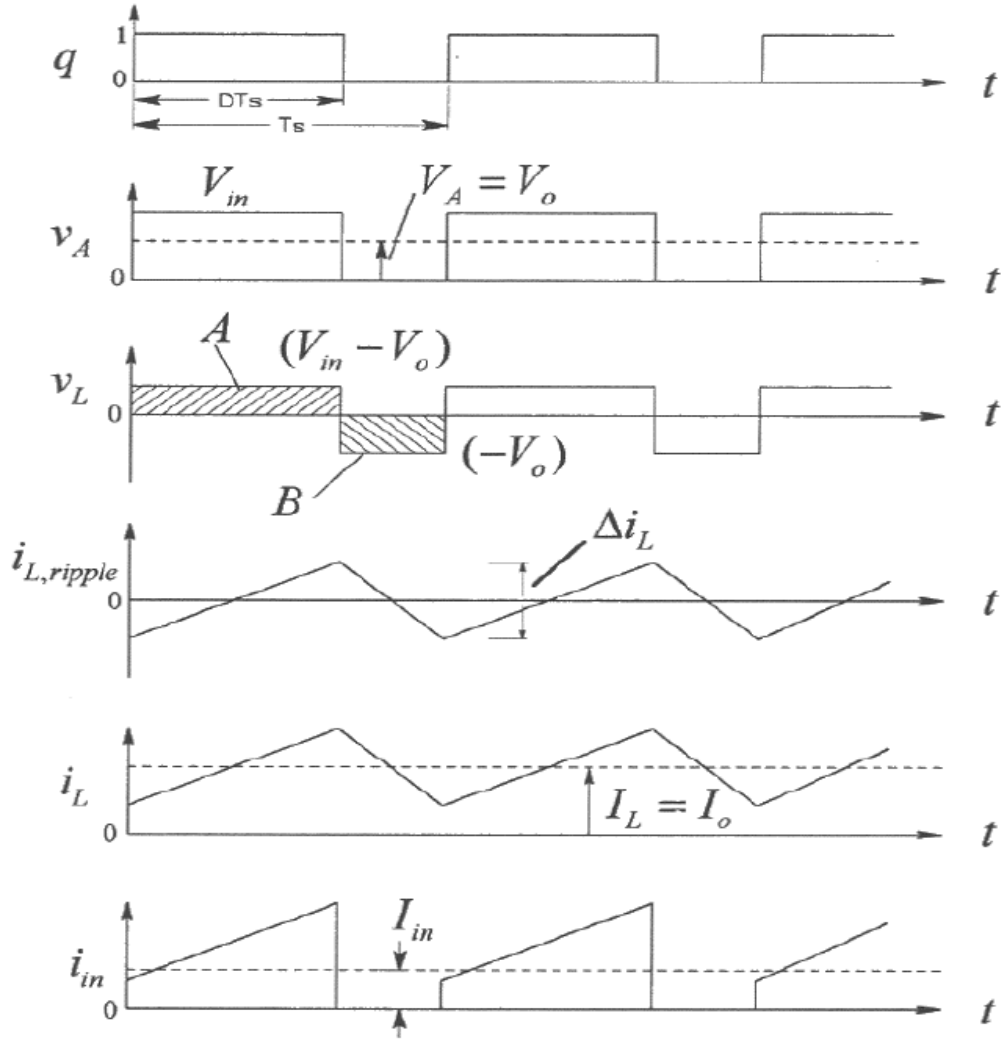 1
q
0
DTs
Ts
t
V_in
V_A = V_o
v_A
0
t
A
(V_in − V_o)
v_L
0
t
(−V_o)
B
Δi_L
i_L,ripple
0
t
i_L
I_L = I_o
0
t
I_in
i_in
0
t